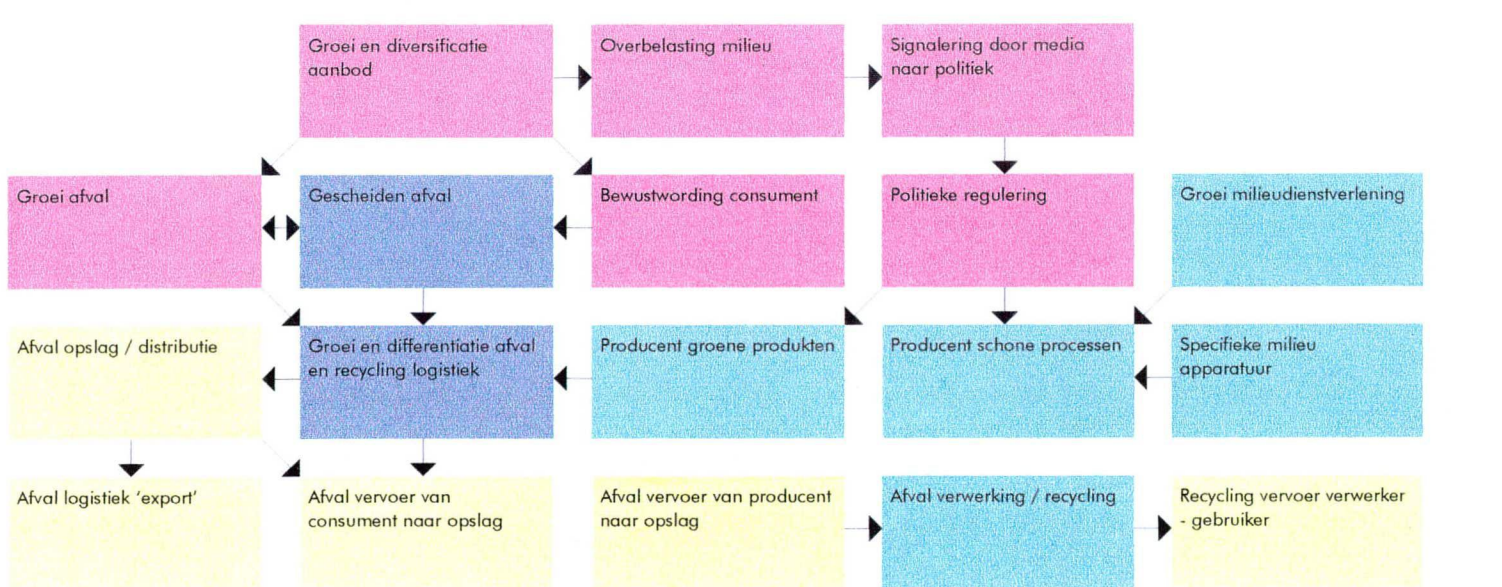 Groei en diversificatie
aanbod
Overbelasting milieu
Signalering door media
naar politiek
Groei afval
Gescheiden afval
Bewustwording consument
Politieke regulering
Groei milieudienstverlening
Afval opslag / distributie
Groei en differentiatie afval
en recycling logistiek
Producent groene produkten
Producent schone processen
Specifieke milieu
apparatuur
Afval logistiek ‘export’
Afval vervoer van
consument naar opslag
Afval vervoer van producent
naar opslag
Afval verwerking / recycling
Recycling vervoer verwerker
- gebruiker